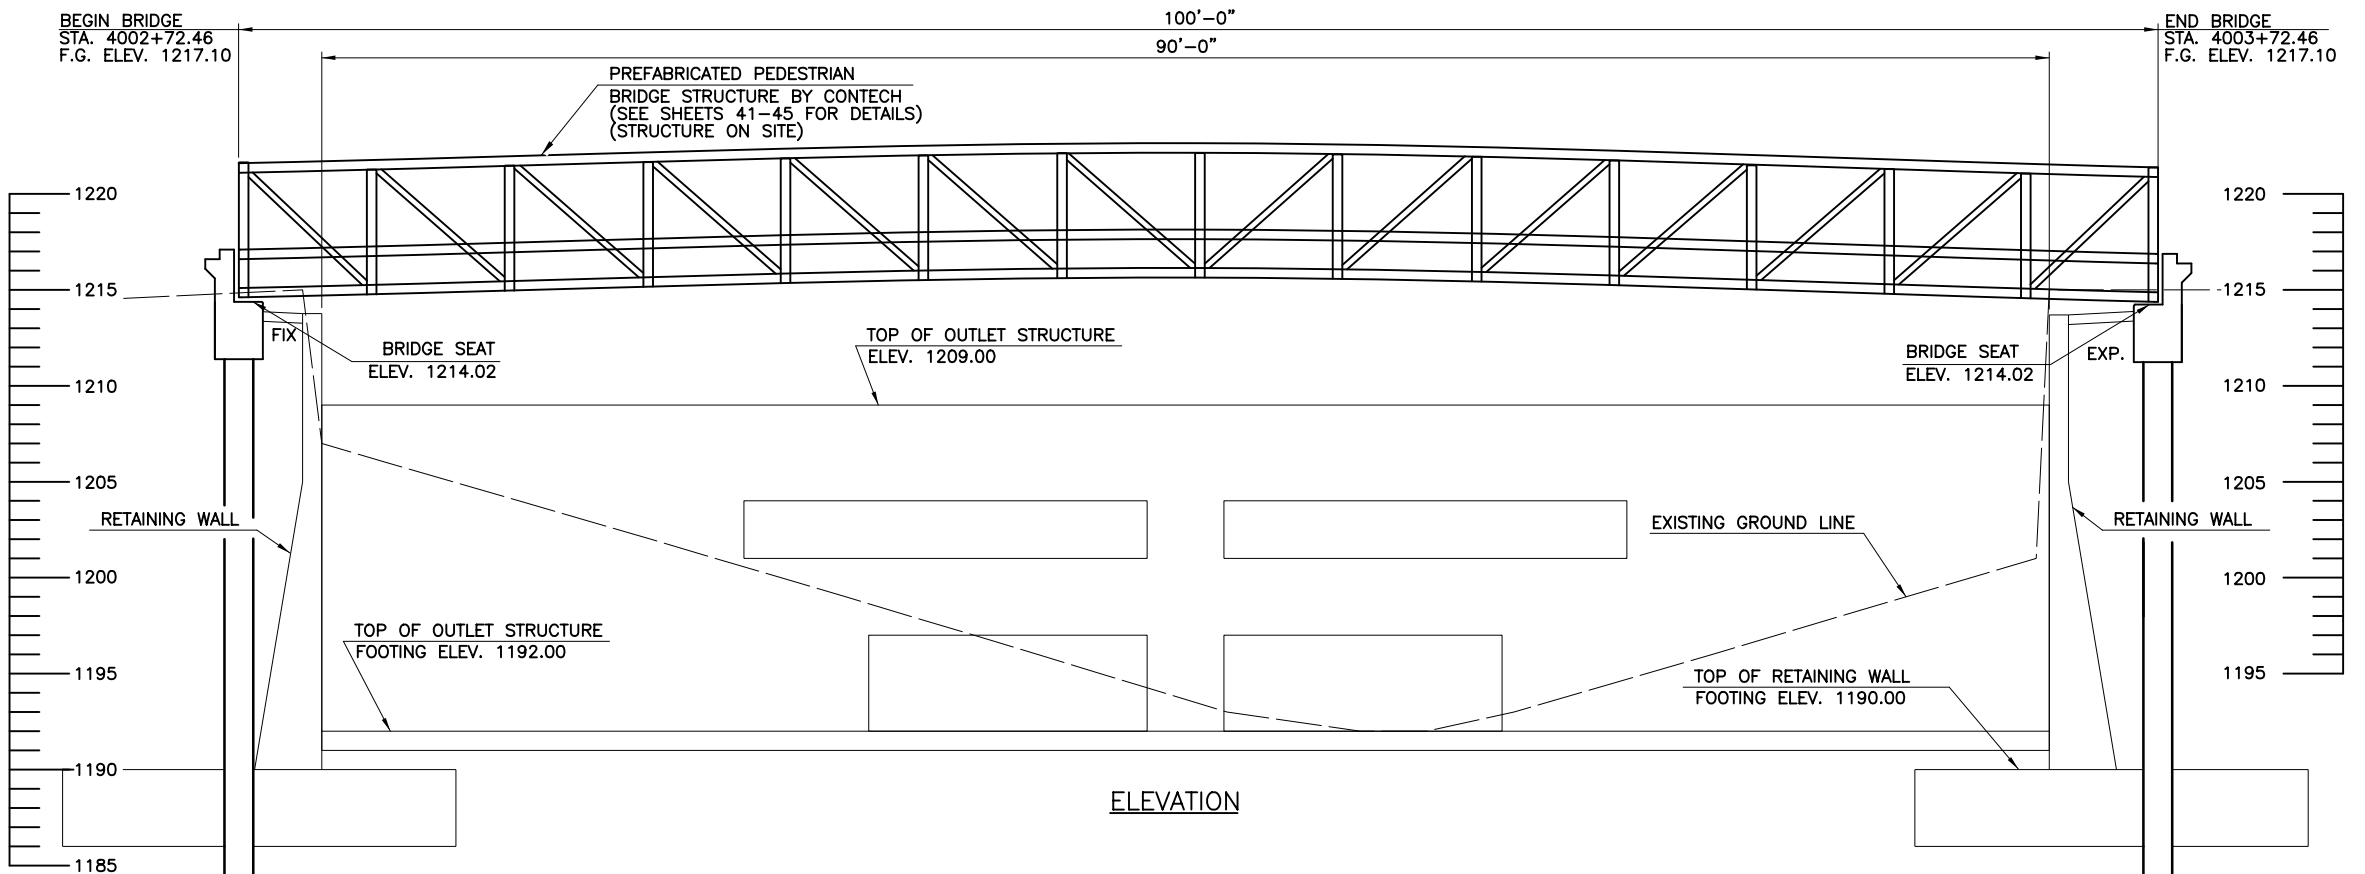 BEGIN BRIDGE
STA. 4002+72.46
F.G. ELEV. 1217.10
100'-0"
90'-0"
END BRIDGE
STA. 4003+72.46
F.G. ELEV. 1217.10
PREFABRICATED PEDESTRIAN
BRIDGE STRUCTURE BY CONTECH
(SEE SHEETS 41-45 FOR DETAILS)
(STRUCTURE ON SITE)
1220
1215
1210
1205
1200
1195
1190
1185
FIX
BRIDGE SEAT
ELEV. 1214.02
TOP OF OUTLET STRUCTURE
ELEV. 1209.00
BRIDGE SEAT
ELEV. 1214.02
EXP.
1220
1215
1210
1205
1200
1195
RETAINING WALL
EXISTING GROUND LINE
RETAINING WALL
TOP OF OUTLET STRUCTURE
FOOTING ELEV. 1192.00
TOP OF RETAINING WALL
FOOTING ELEV. 1190.00
ELEVATION